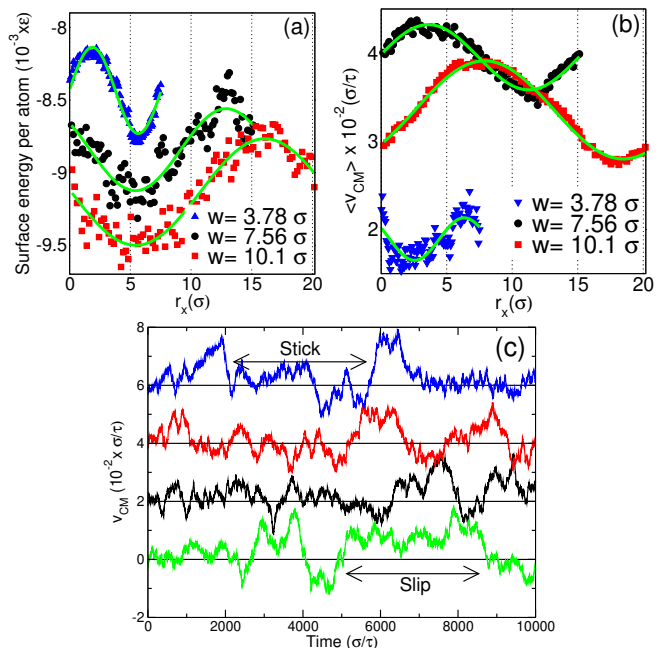 (a)
Surface energy per atom (10⁻³xε)
-8
-8.5
-9
-9.5
w= 3.78 σ
w= 7.56 σ
w= 10.1 σ
0 5 10 15 20
r_x(σ)
(b)
<v_CM> x 10⁻²(σ/τ)
4
3
2
w= 3.78 σ
w= 7.56 σ
w= 10.1 σ
0 5 10 15 20
r_x(σ)
(c)
v_CM (10⁻² x σ/τ)
8
6
4
2
0
-2
Stick
Slip
0 2000 4000 6000 8000 10000
Time (σ/τ)